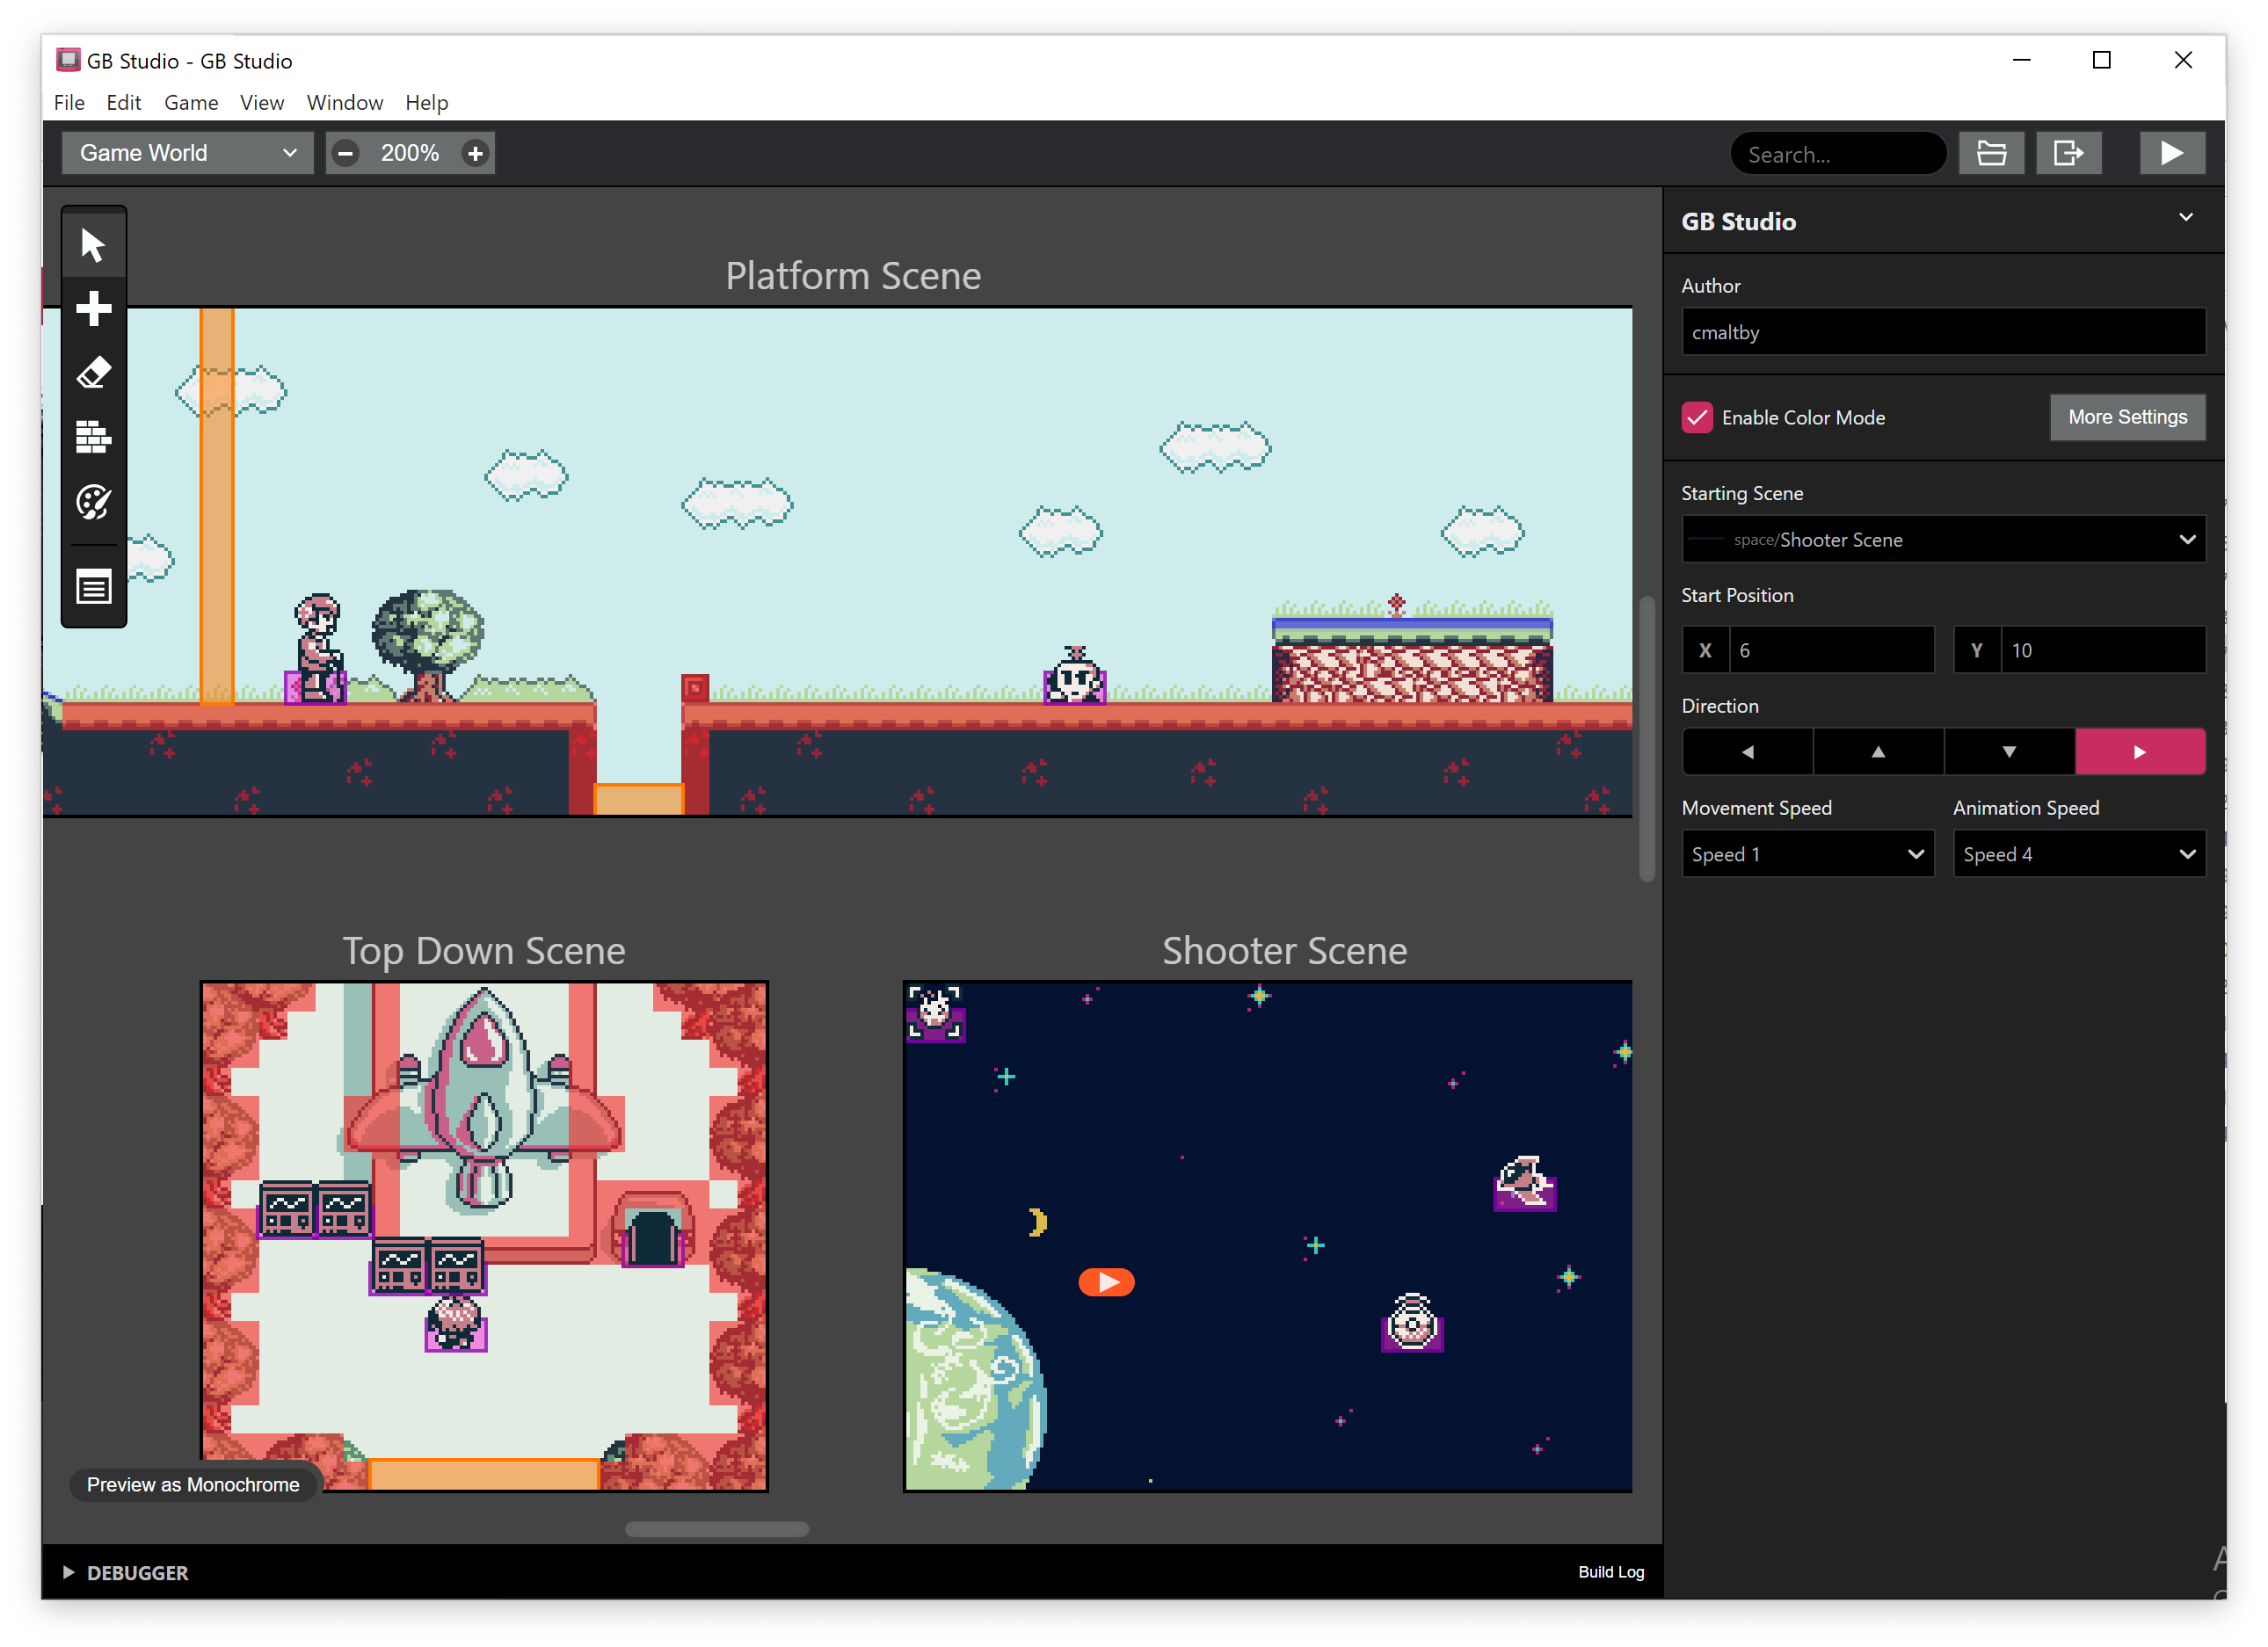 GB Studio - GB Studio
File Edit Game View Window Help
Game World 200% Search...
GB Studio
Platform Scene
Author
cmaltby
Enable Color Mode More Settings
Starting Scene
space/Shooter Scene
Start Position
X 6 Y 10
Direction
Movement Speed Animation Speed
Speed 1 Speed 4
Top Down Scene Shooter Scene
Preview as Monochrome
DEBUGGER Build Log